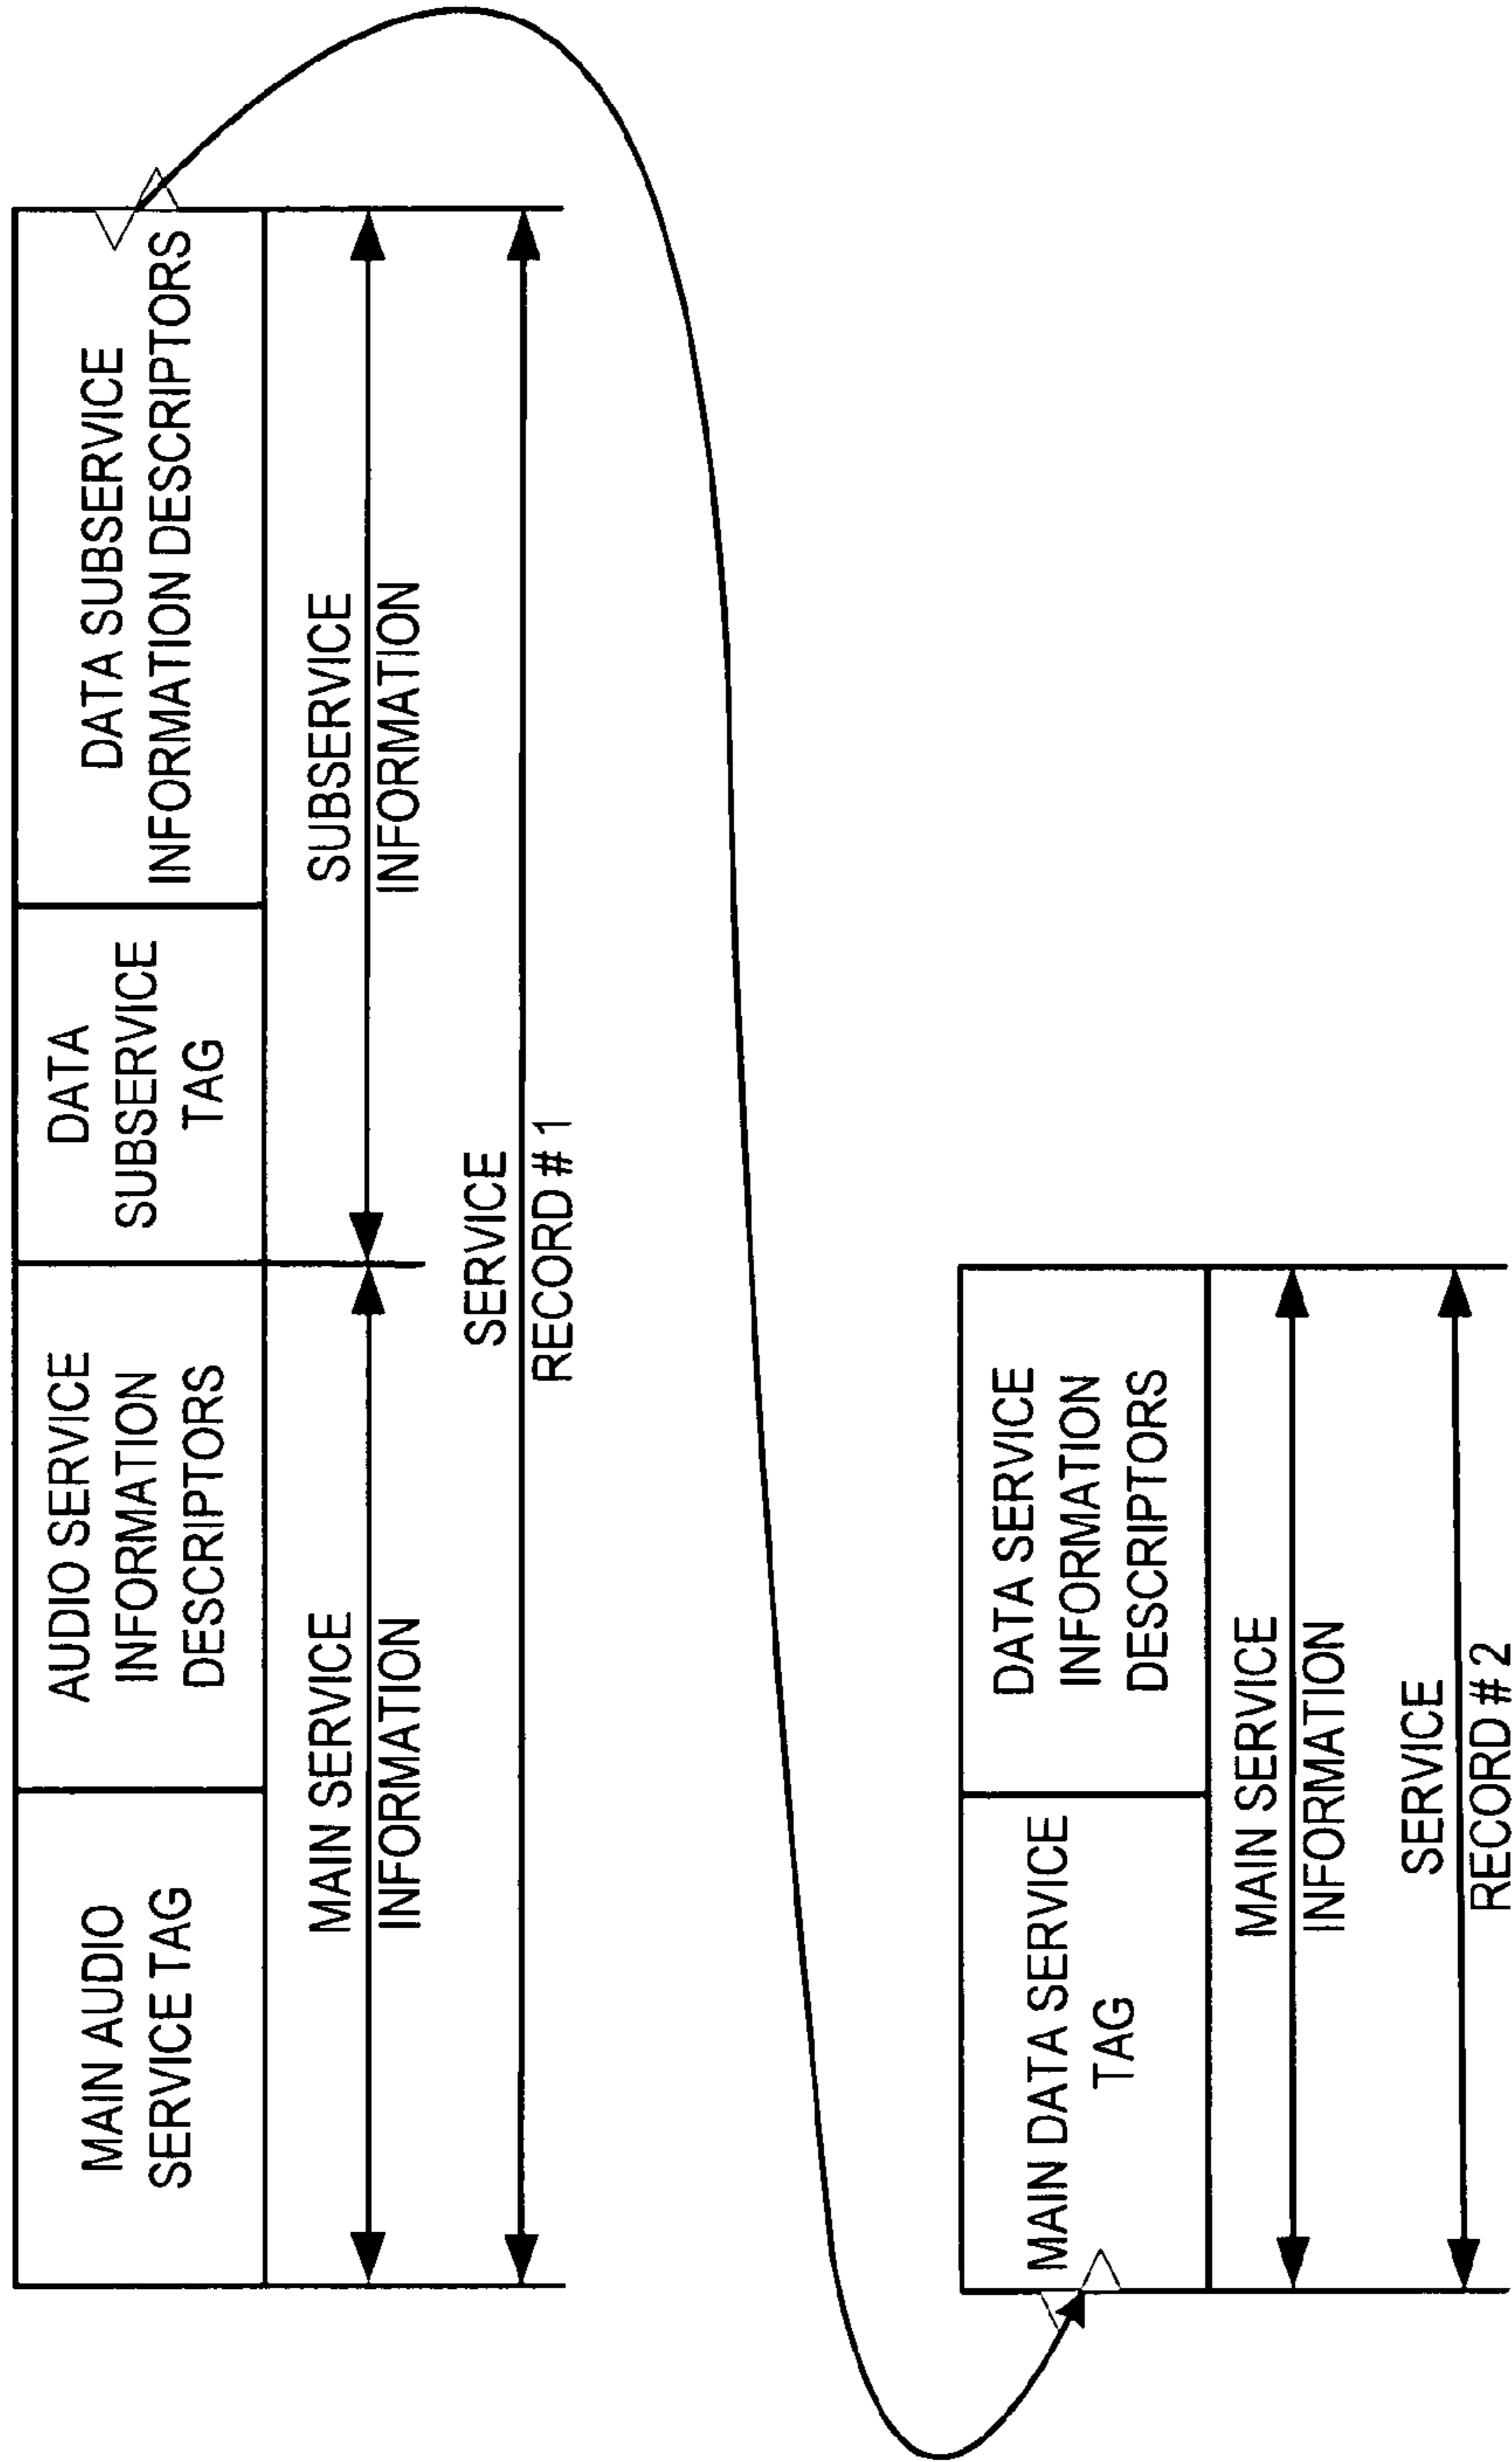 MAIN AUDIO
SERVICE TAG
AUDIO SERVICE
INFORMATION
DESCRIPTORS
DATA
SUBSERVICE
TAG
DATA SUBSERVICE
INFORMATION DESCRIPTORS
MAIN SERVICE
INFORMATION
SUBSERVICE
INFORMATION
SERVICE
RECORD # 1
MAIN DATA SERVICE
TAG
DATA SERVICE
INFORMATION
DESCRIPTORS
MAIN SERVICE
INFORMATION
SERVICE
RECORD # 2